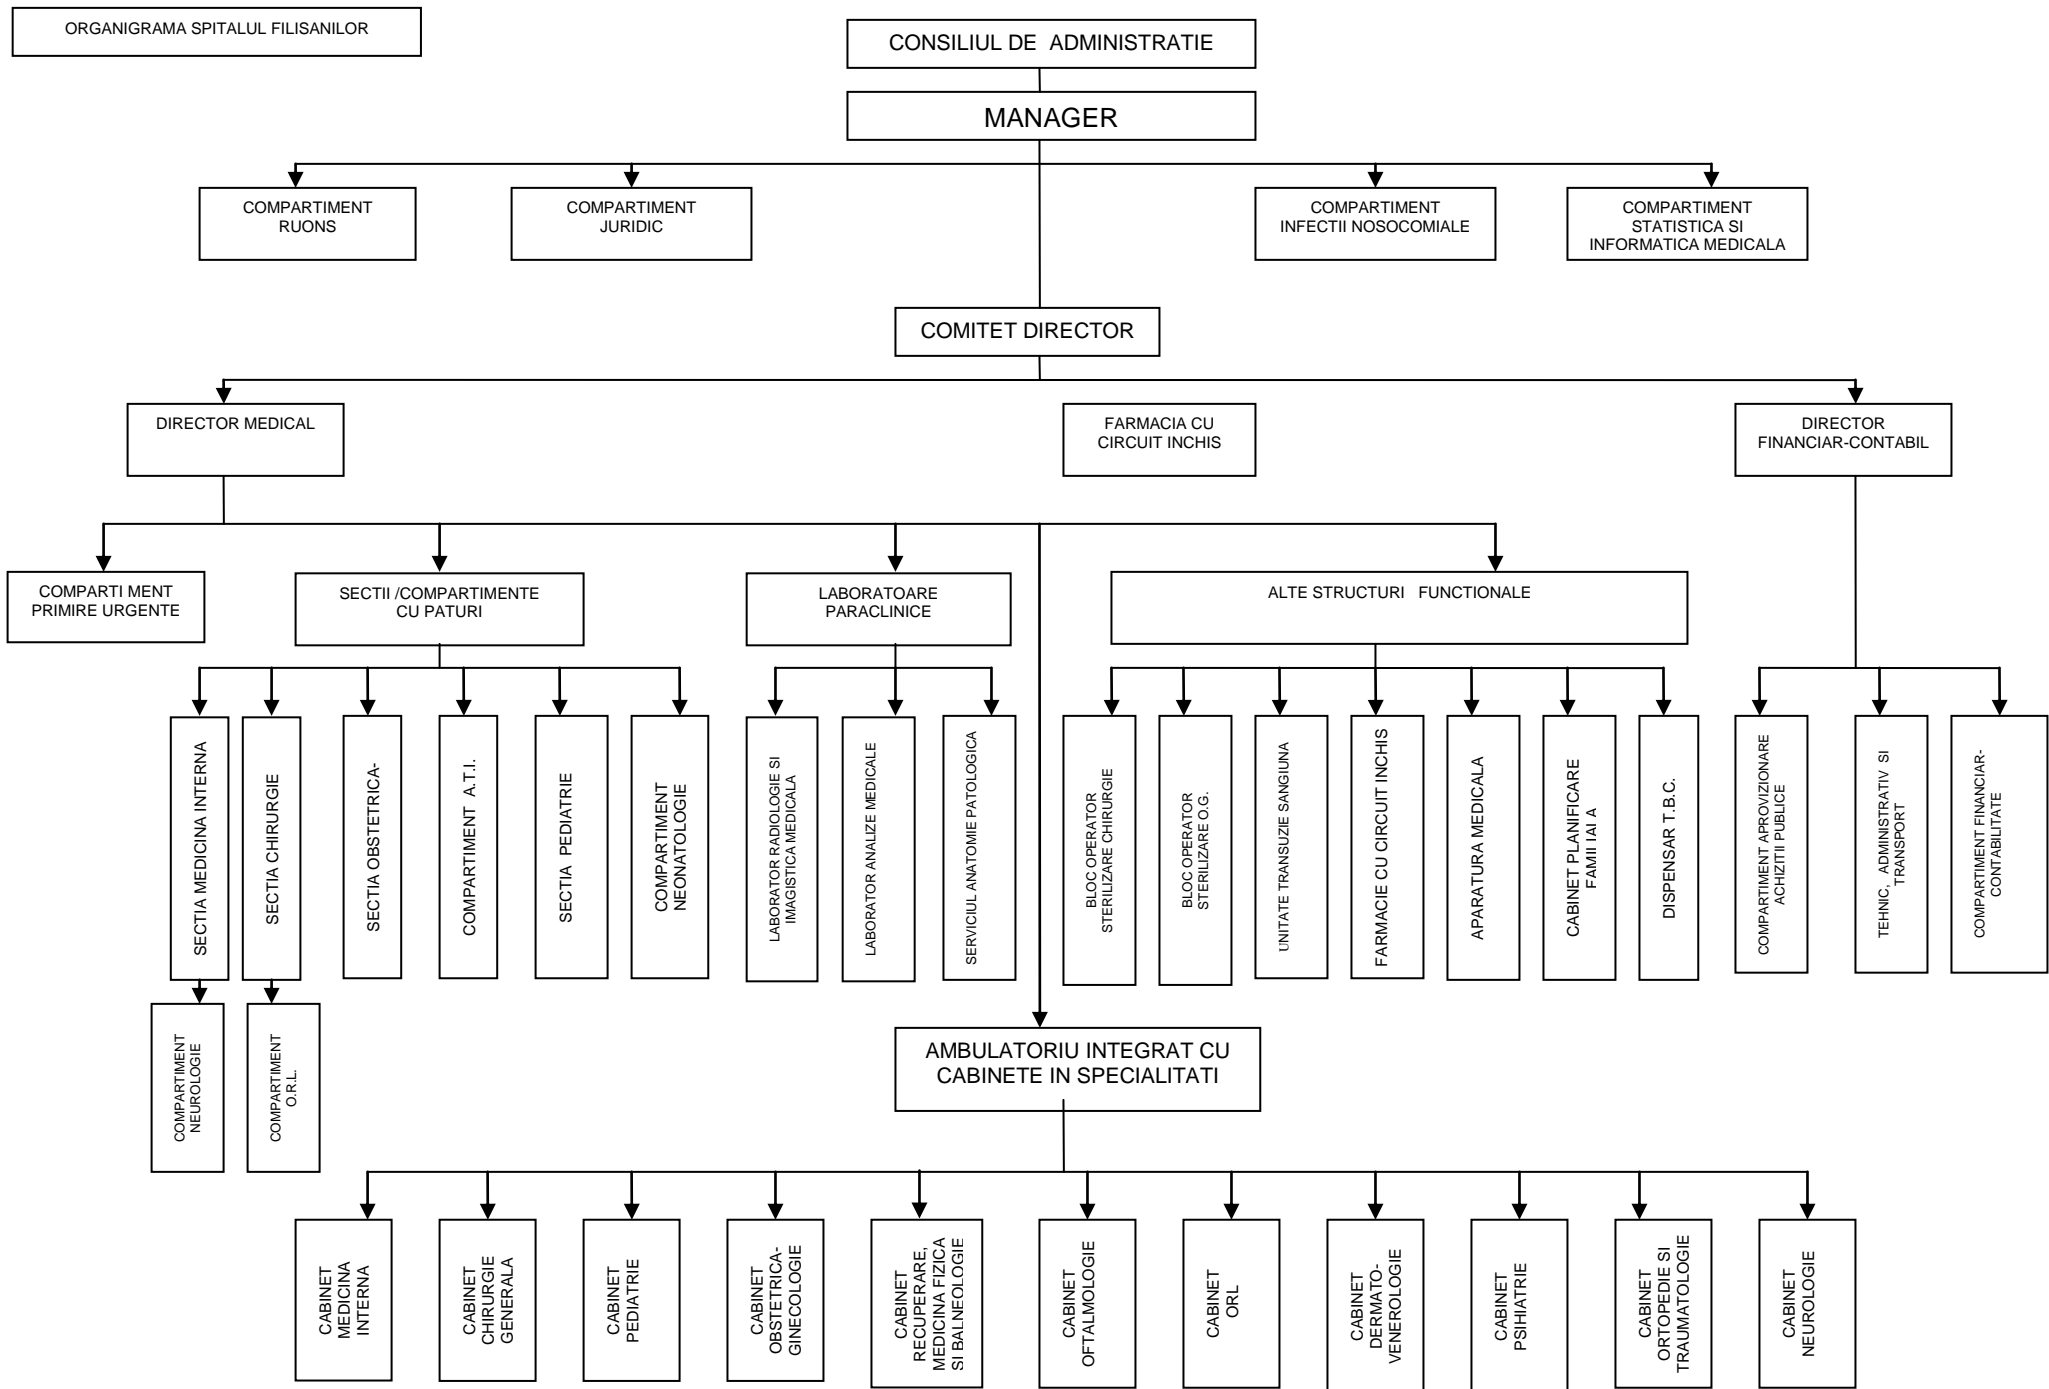 ORGANIGRAMA SPITALUL FILISANILOR
CONSILIUL DE ADMINISTRATIE
MANAGER
COMPARTIMENT
RUONS
COMPARTIMENT
JURIDIC
COMPARTIMENT
INFECTII NOSOCOMIALE
COMPARTIMENT
STATISTICA SI
INFORMATICA MEDICALA
COMITET DIRECTOR
DIRECTOR MEDICAL
FARMACIA CU
CIRCUIT INCHIS
DIRECTOR
FINANCIAR-CONTABIL
COMPARTI MENT
PRIMIRE URGENTE
SECTII /COMPARTIMENTE
CU PATURI
LABORATOARE
PARACLINICE
ALTE STRUCTURI FUNCTIONALE
SECTIA MEDICINA INTERNA
SECTIA CHIRURGIE
SECTIA OBSTETRICA-
COMPARTIMENT A.T.I.
SECTIA PEDIATRIE
COMPARTIMENT
NEONATOLOGIE
LABORATOR RADIOLOGIE SI
IMAGISTICA MEDICALA
LABORATOR ANALIZE MEDICALE
SERVICIUL ANATOMIE PATOLOGICA
BLOC OPERATOR
STERILIZARE CHIRURGIE
BLOC OPERATOR
STERILIZARE O.G.
UNITATE TRANSUZIE SANGIUNA
FARMACIE CU CIRCUIT INCHIS
APARATURA MEDICALA
CABINET PLANIFICARE
FAMII IAI A
DISPENSAR T.B.C.
COMPARTIMENT APROVIZIONARE
ACHIZITII PUBLICE
TEHNIC, ADMINISTRATIV SI
TRANSPORT
COMPARTIMENT FINANCIAR-
CONTABILITATE
COMPARTIMENT
NEUROLOGIE
COMPARTIMENT
O.R.L.
AMBULATORIU INTEGRAT CU
CABINETE IN SPECIALITATI
CABINET
MEDICINA
INTERNA
CABINET
CHIRURGIE
GENERALA
CABINET
PEDIATRIE
CABINET
OBSTETRICA-
GINECOLOGIE
CABINET
RECUPERARE,
MEDICINA FIZICA
SI BALNEOLOGIE
CABINET
OFTALMOLOGIE
CABINET
ORL
CABINET
DERMATO-
VENEROLOGIE
CABINET
PSIHIATRIE
CABINET
ORTOPEDIE SI
TRAUMATOLOGIE
CABINET
NEUROLOGIE